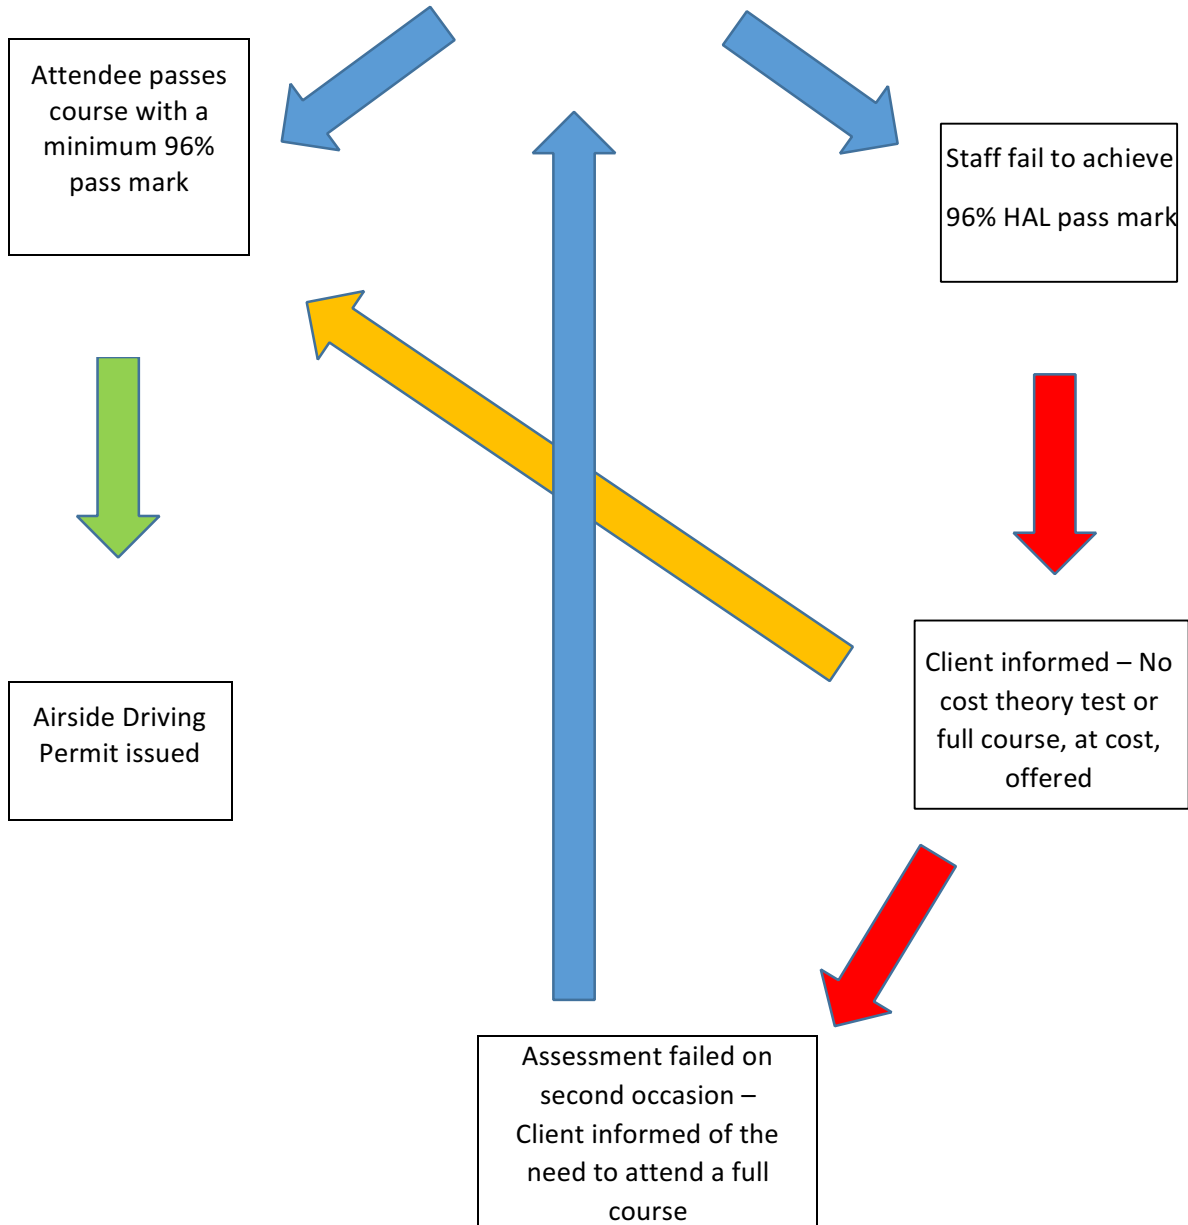 Attendee passes
course with a
minimum 96%
pass mark
Staff fail to achieve
96% HAL pass mark
Client informed – No
cost theory test or
full course, at cost,
offered
Airside Driving
Permit issued
Assessment failed on
second occasion –
Client informed of the
need to attend a full
course